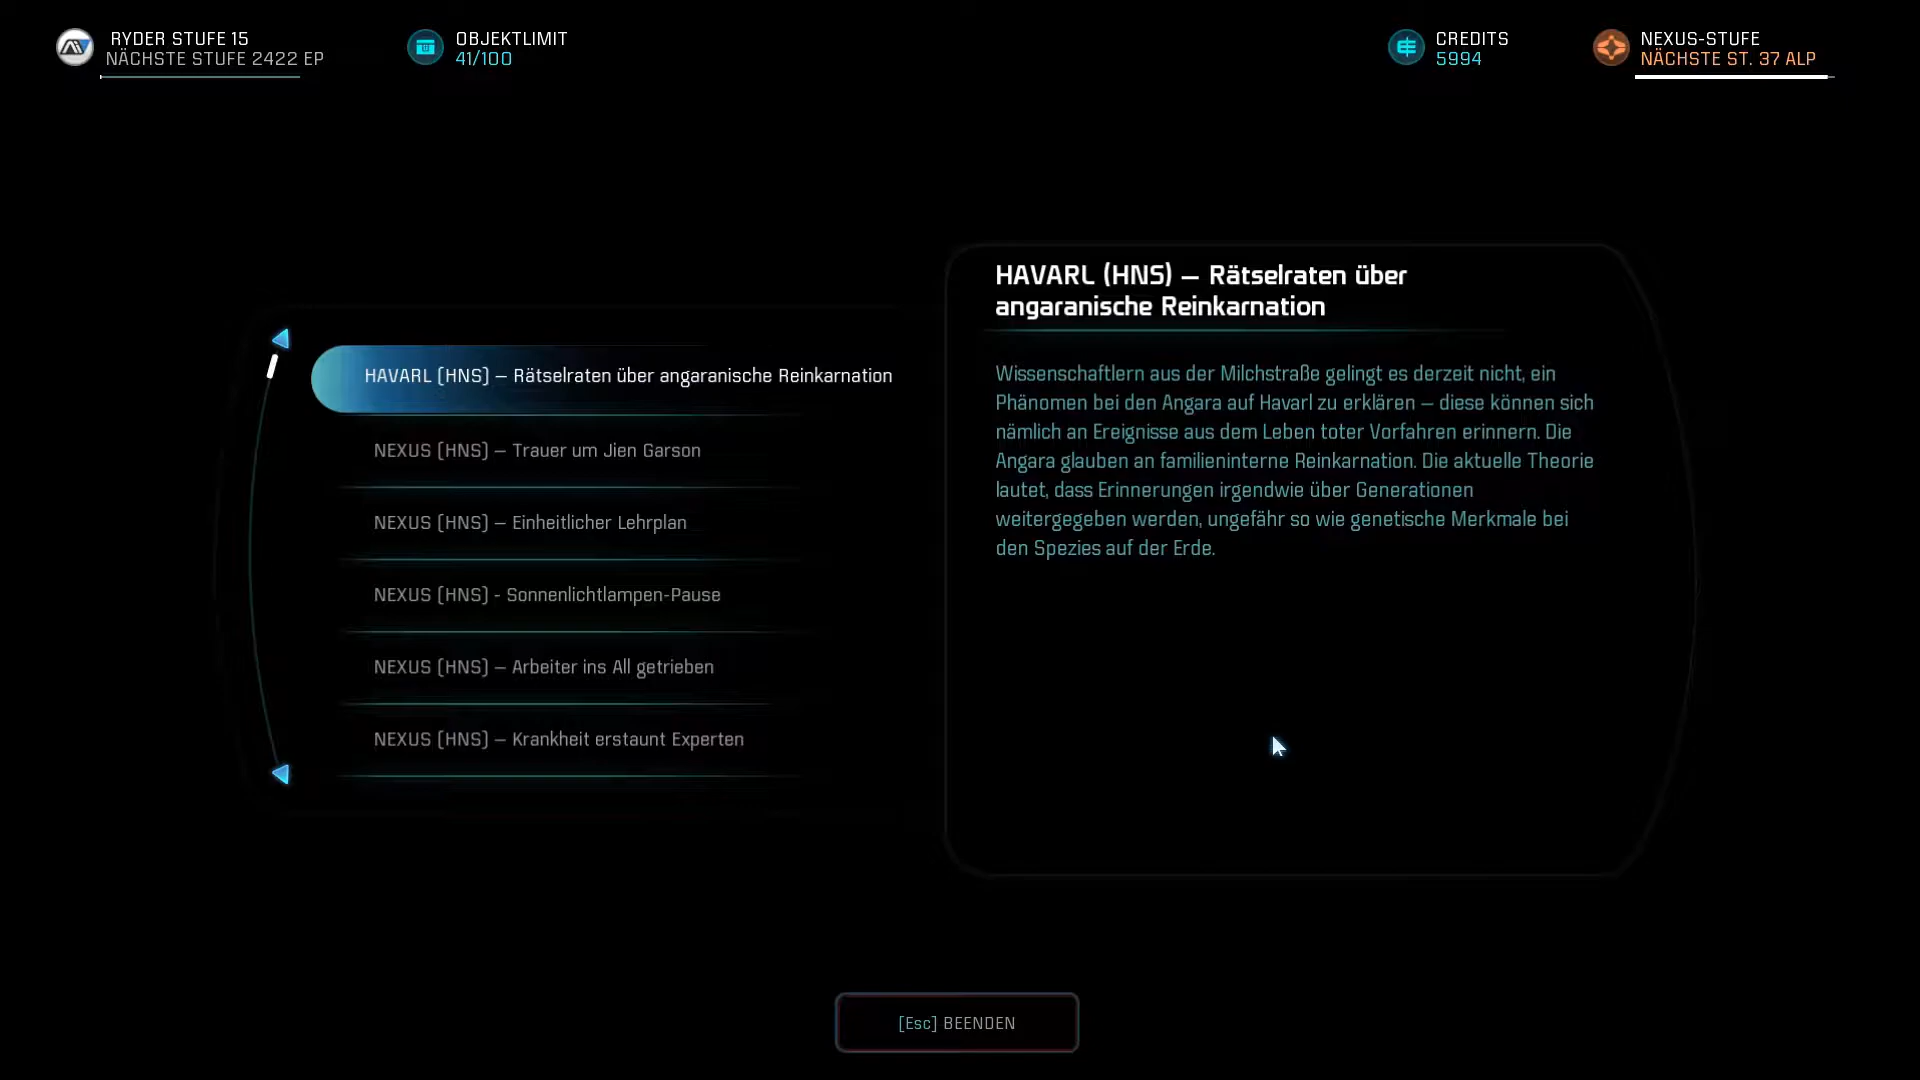 RYDER STUFE 15
NÄCHSTE STUFE 2422 EP
OBJEKTLIMIT
41/100
CREDITS
5994
NEXUS-STUFE
NÄCHSTE ST. 37 ALP
HAVARL (HNS) – Rätselraten über angaranische Reinkarnation
NEXUS (HNS) – Trauer um Jien Garson
NEXUS (HNS) – Einheitlicher Lehrplan
NEXUS (HNS) - Sonnenlichtlampen-Pause
NEXUS (HNS) – Arbeiter ins All getrieben
NEXUS (HNS) – Krankheit erstaunt Experten
HAVARL (HNS) – Rätselraten über
angaranische Reinkarnation
Wissenschaftlern aus der Milchstraße gelingt es derzeit nicht, ein
Phänomen bei den Angara auf Havarl zu erklären – diese können sich
nämlich an Ereignisse aus dem Leben toter Vorfahren erinnern. Die
Angara glauben an familieninterne Reinkarnation. Die aktuelle Theorie
lautet, dass Erinnerungen irgendwie über Generationen
weitergegeben werden, ungefähr so wie genetische Merkmale bei
den Spezies auf der Erde.
[Esc] BEENDEN